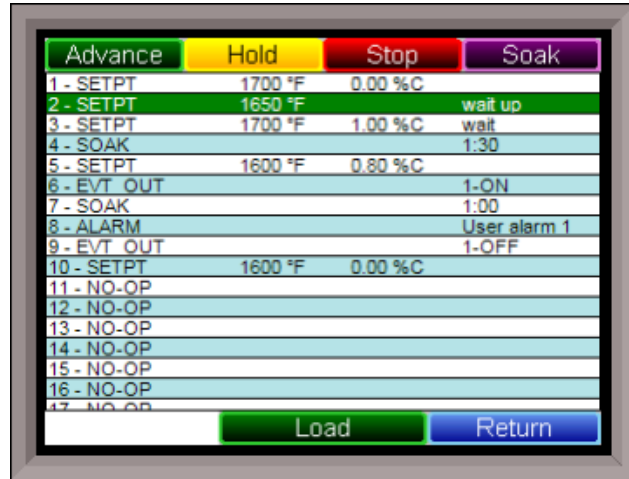 Advance Hold Stop Soak
1 - SETPT 1700 °F 0.00 %C
2 - SETPT 1650 °F wait up
3 - SETPT 1700 °F 1.00 %C wait
4 - SOAK 1:30
5 - SETPT 1600 °F 0.80 %C
6 - EVT OUT 1-ON
7 - SOAK 1:00
8 - ALARM User alarm 1
9 - EVT OUT 1-OFF
10 - SETPT 1600 °F 0.00 %C
11 - NO-OP
12 - NO-OP
13 - NO-OP
14 - NO-OP
15 - NO-OP
16 - NO-OP
17 - NO-OP
Load Return